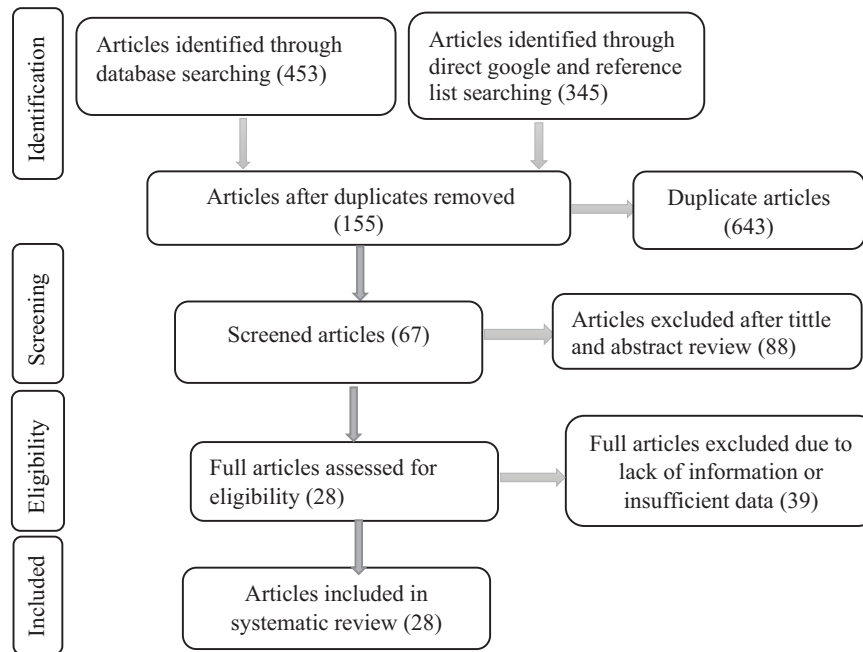 Identification
Articles identified through
database searching (453)
Articles identified through
direct google and reference
list searching (345)
Articles after duplicates removed
(155)
Duplicate articles
(643)
Screening
Screened articles (67)
Articles excluded after tittle
and abstract review (88)
Eligibility
Full articles assessed for
eligibility (28)
Full articles excluded due to
lack of information or
insufficient data (39)
Included
Articles included in
systematic review (28)